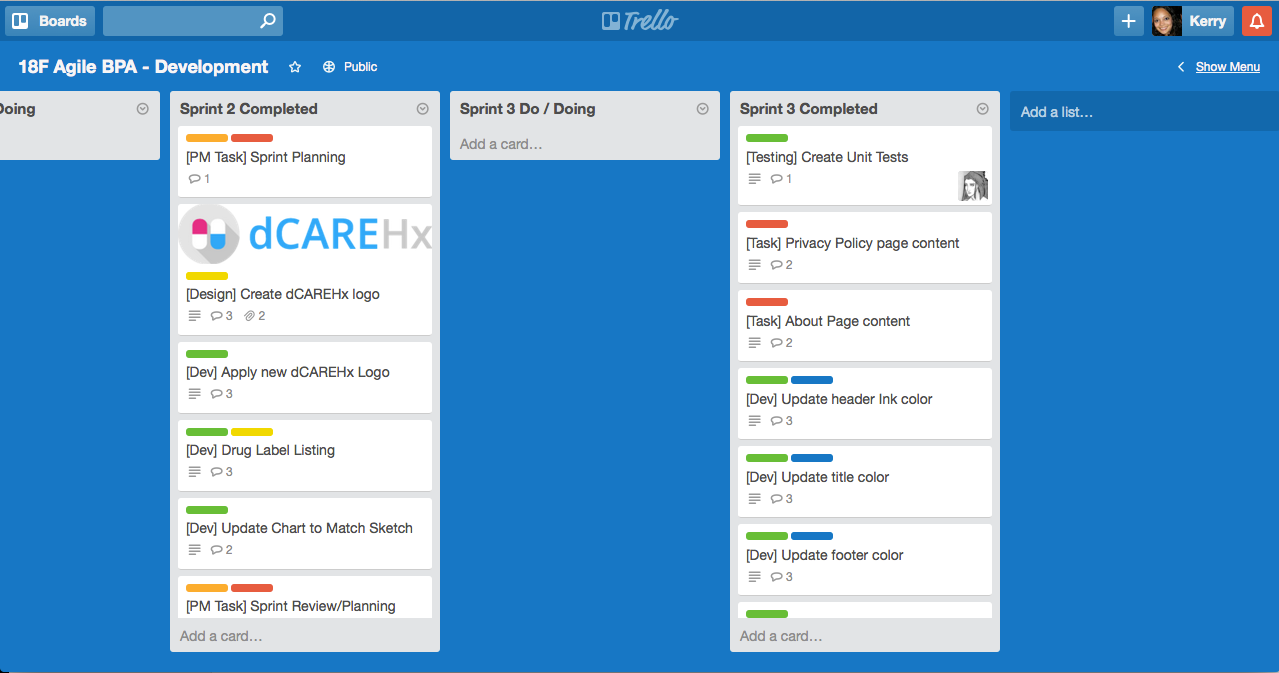 Boards
Trello
Kerry
18F Agile BPA - Development
Public
Show Menu
Doing
Sprint 2 Completed
[PM Task] Sprint Planning
1
dCAREHx
[Design] Create dCAREHx logo
3 2
[Dev] Apply new dCAREHx Logo
3
[Dev] Drug Label Listing
3
[Dev] Update Chart to Match Sketch
2
[PM Task] Sprint Review/Planning
Add a card…
Sprint 3 Do / Doing
Add a card…
Sprint 3 Completed
[Testing] Create Unit Tests
1
[Task] Privacy Policy page content
2
[Task] About Page content
2
[Dev] Update header Ink color
3
[Dev] Update title color
3
[Dev] Update footer color
3
Add a card…
Add a list…